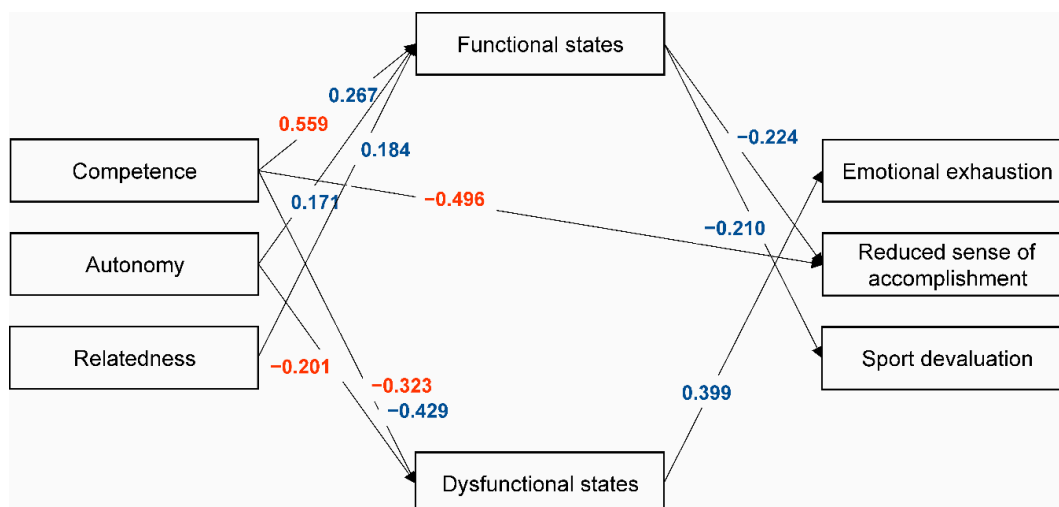 Functional states
0.267
0.559
0.184
−0.224
Competence
Emotional exhaustion
0.171
−0.496
−0.210
Autonomy
Reduced sense of
accomplishment
Relatedness
Sport devaluation
−0.201
−0.323
0.399
−0.429
Dysfunctional states